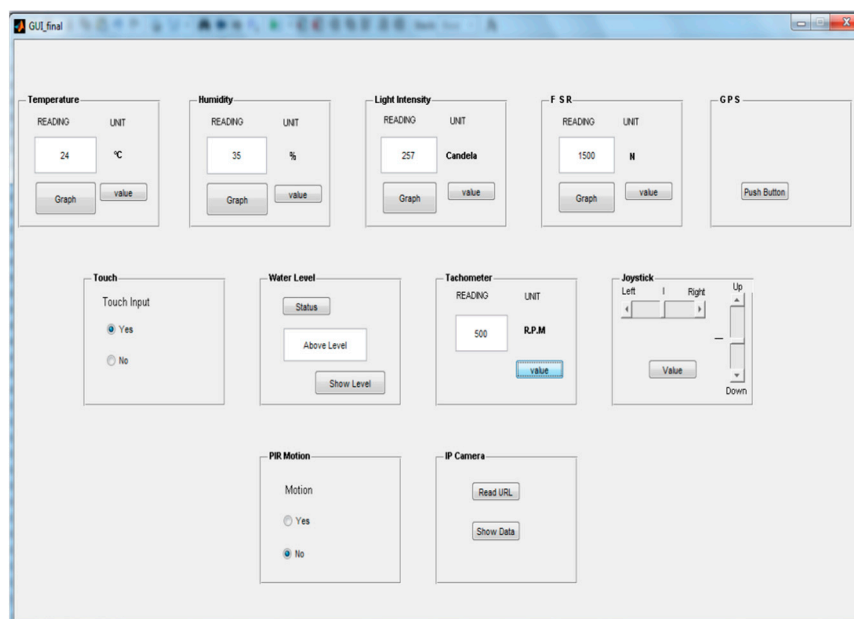 GUI_final
Temperature
READING UNIT
24 °C
Graph value
Humidity
READING UNIT
35 %
Graph value
Light Intensity
READING UNIT
257 Candela
Graph value
F S R
READING UNIT
1500 N
Graph value
G P S
Push Button
Touch
Touch Input
Yes
No
Water Level
Status
Above Level
Show Level
Tachometer
READING UNIT
500 R.P.M
value
Joystick
Left I Right Up
Value
Down
PIR Motion
Motion
Yes
No
IP Camera
Read URL
Show Data